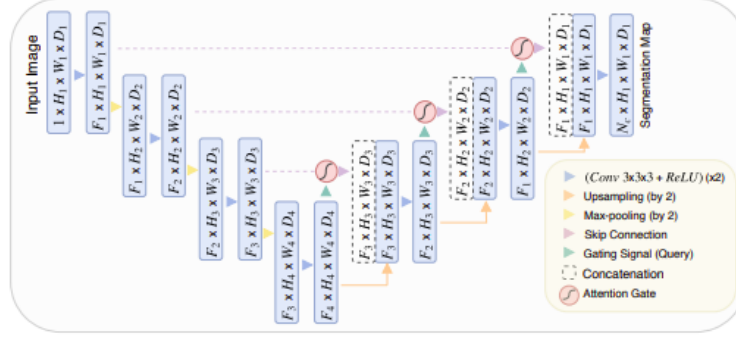 Input Image
1 x H₁ x W₁ x D₁
F₁ x H₁ x W₁ x D₁
F₁ x H₂ x W₂ x D₂
F₂ x H₂ x W₂ x D₂
F₂ x H₃ x W₃ x D₃
F₃ x H₃ x W₃ x D₃
F₃ x H₄ x W₄ x D₄
F₄ x H₄ x W₄ x D₄
F₃ x H₃ x W₃ x D₃
F₃ x H₃ x W₃ x D₃
F₂ x H₃ x W₃ x D₃
F₂ x H₂ x W₂ x D₂
F₂ x H₂ x W₂ x D₂
F₁ x H₂ x W₂ x D₂
F₁ x H₁ x W₁ x D₁
F₁ x H₁ x W₁ x D₁
N_c x H₁ x W₁ x D₁
Segmentation Map
(Conv 3x3x3 + ReLU) (x2)
Upsampling (by 2)
Max-pooling (by 2)
Skip Connection
Gating Signal (Query)
Concatenation
Attention Gate